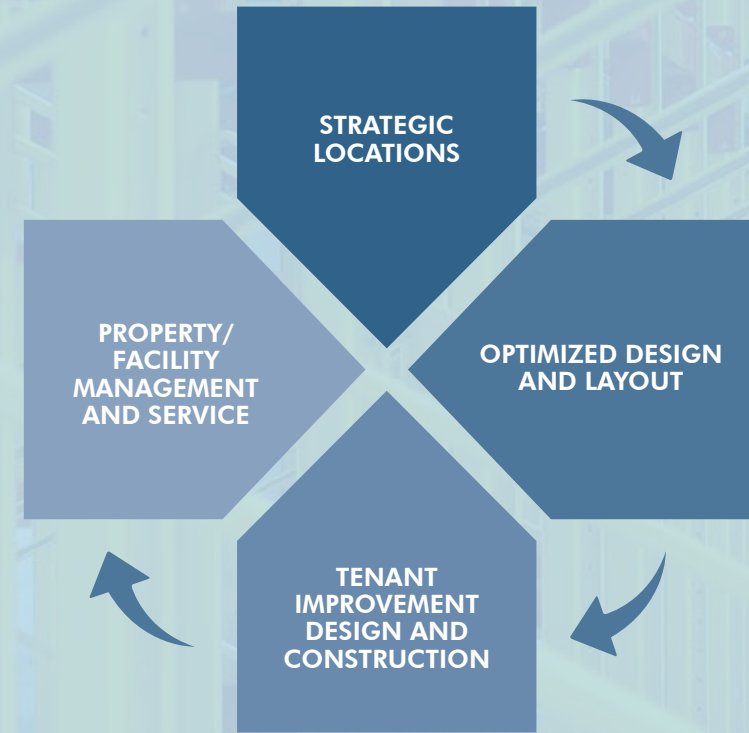 STRATEGIC
LOCATIONS
OPTIMIZED DESIGN
AND LAYOUT
TENANT
IMPROVEMENT
DESIGN AND
CONSTRUCTION
PROPERTY/
FACILITY
MANAGEMENT
AND SERVICE